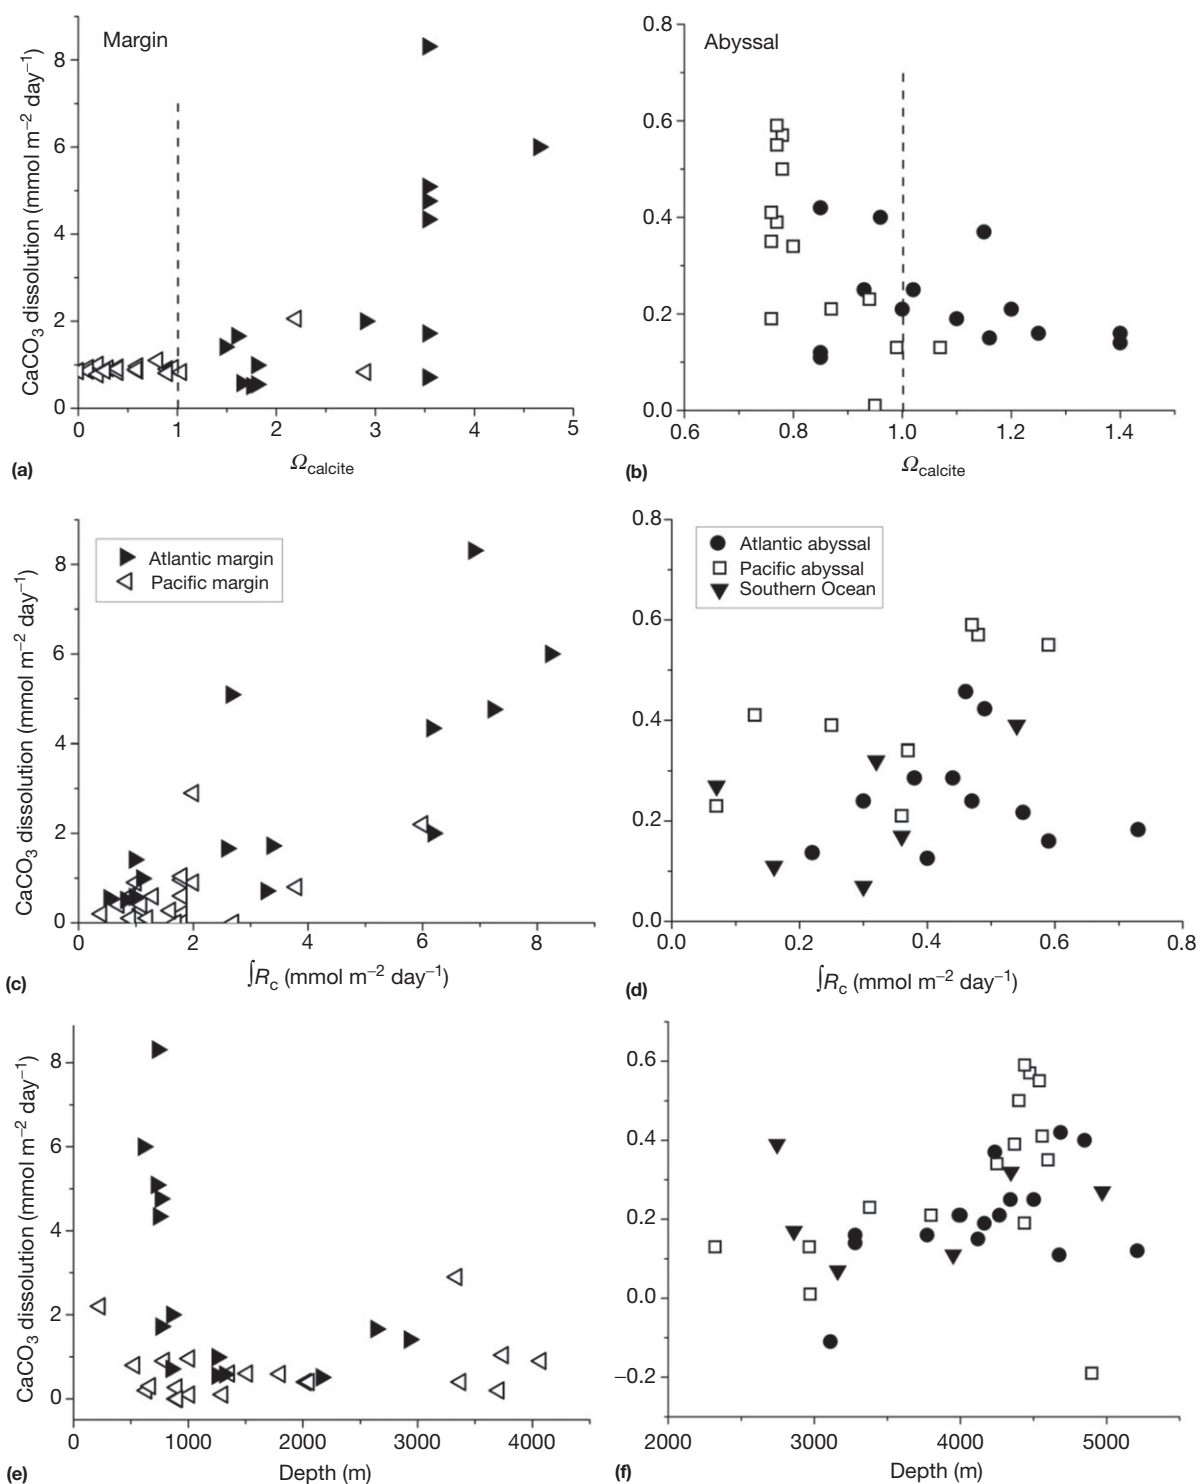 Margin
CaCO3 dissolution (mmol m−2 day−1)
8
6
4
2
0
0 1 2 3 4 5
Ωcalcite
(a)
Abyssal
0.8
0.6
0.4
0.2
0.0
0.6 0.8 1.0 1.2 1.4
Ωcalcite
(b)
CaCO3 dissolution (mmol m−2 day−1)
8
6
4
2
0
Atlantic margin
Pacific margin
0 2 4 6 8
∫Rc (mmol m−2 day−1)
(c)
0.8
0.6
0.4
0.2
0.0
Atlantic abyssal
Pacific abyssal
Southern Ocean
0.0 0.2 0.4 0.6 0.8
∫Rc (mmol m−2 day−1)
(d)
CaCO3 dissolution (mmol m−2 day−1)
8
6
4
2
0
0 1000 2000 3000 4000
Depth (m)
(e)
0.6
0.4
0.2
0.0
−0.2
2000 3000 4000 5000
Depth (m)
(f)